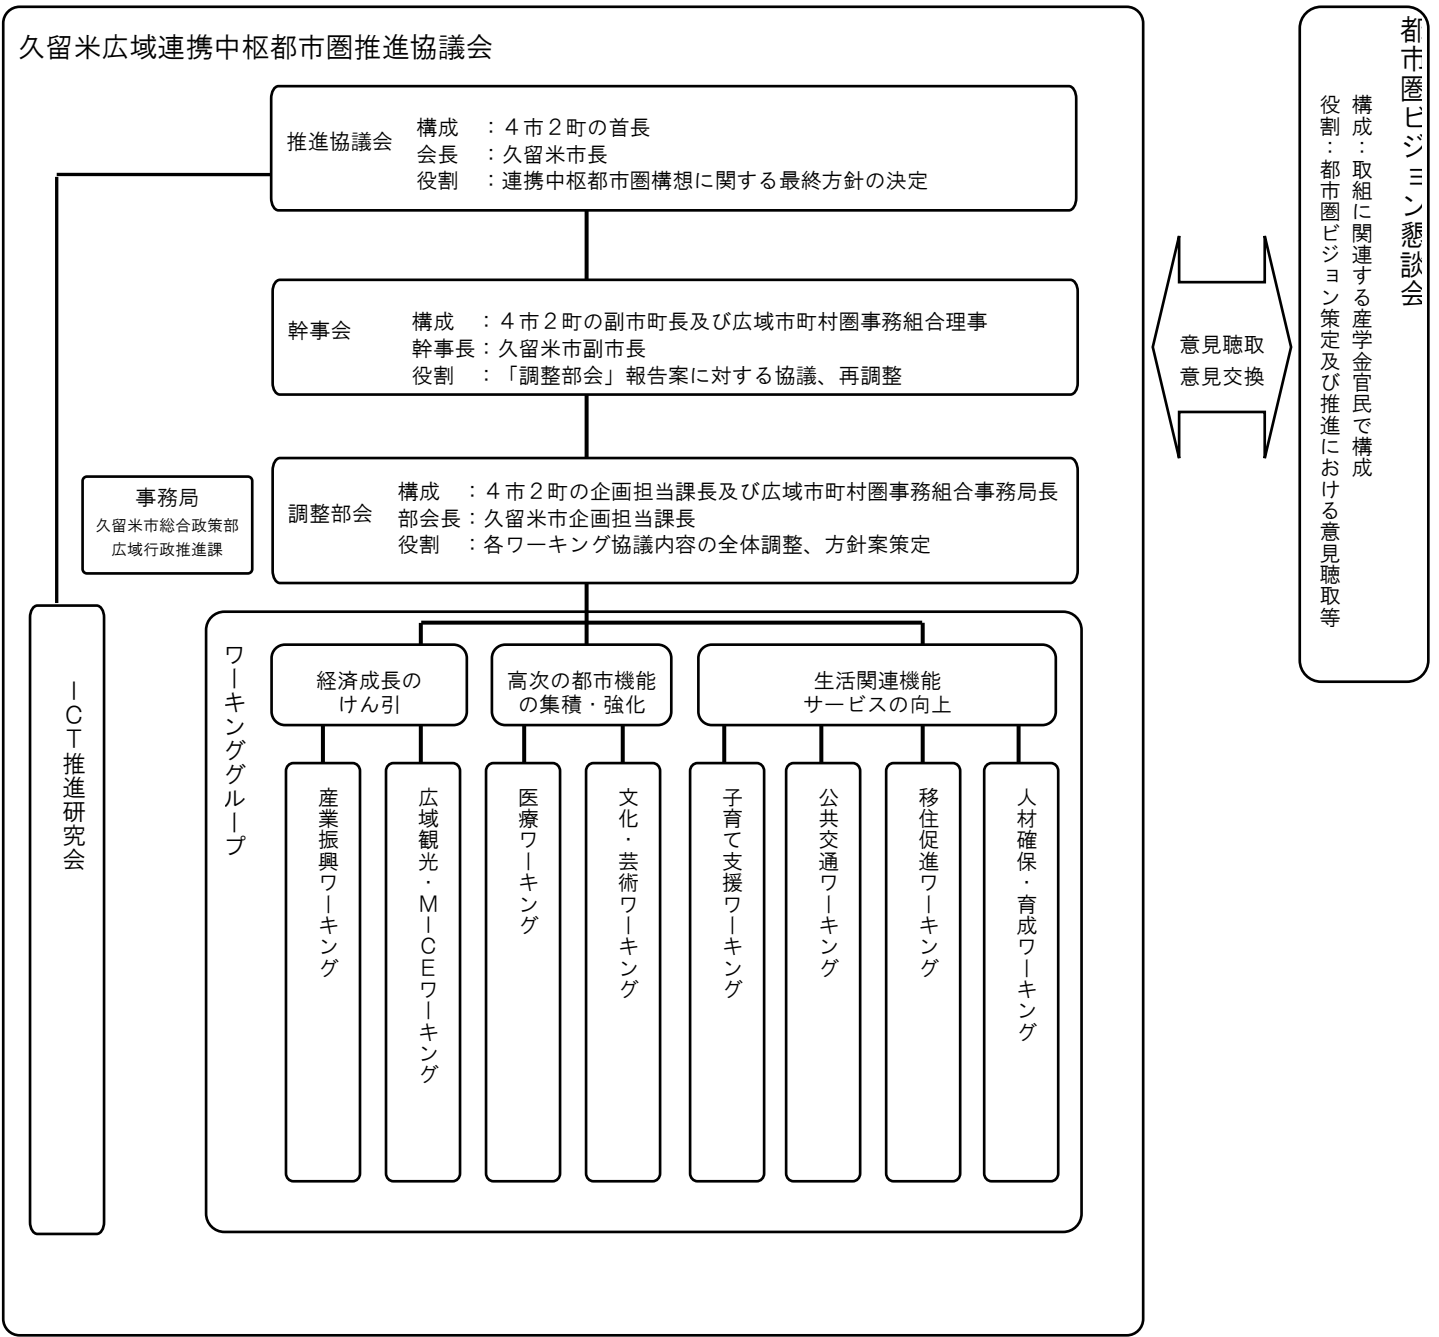 久留米広域連携中枢都市圏推進協議会
推進協議会
構成　：４市２町の首長
会長　：久留米市長
役割　：連携中枢都市圏構想に関する最終方針の決定
幹事会
構成　：４市２町の副市町長及び広域市町村圏事務組合理事
幹事長：久留米市副市長
役割　：「調整部会」報告案に対する協議、再調整
事務局
久留米市総合政策部
広域行政推進課
調整部会
構成　：４市２町の企画担当課長及び広域市町村圏事務組合事務局長
部会長：久留米市企画担当課長
役割　：各ワーキング協議内容の全体調整、方針案策定
ＩＣＴ推進研究会
ワーキンググループ
経済成長の
けん引
高次の都市機能
の集積・強化
生活関連機能
サービスの向上
産業振興ワーキング
広域観光・ＭＩＣＥワーキング
医療ワーキング
文化・芸術ワーキング
子育て支援ワーキング
公共交通ワーキング
移住促進ワーキング
人材確保・育成ワーキング
意見聴取
意見交換
都市圏ビジョン懇談会
構成：取組に関連する産学金官民で構成
役割：都市圏ビジョン策定及び推進における意見聴取等